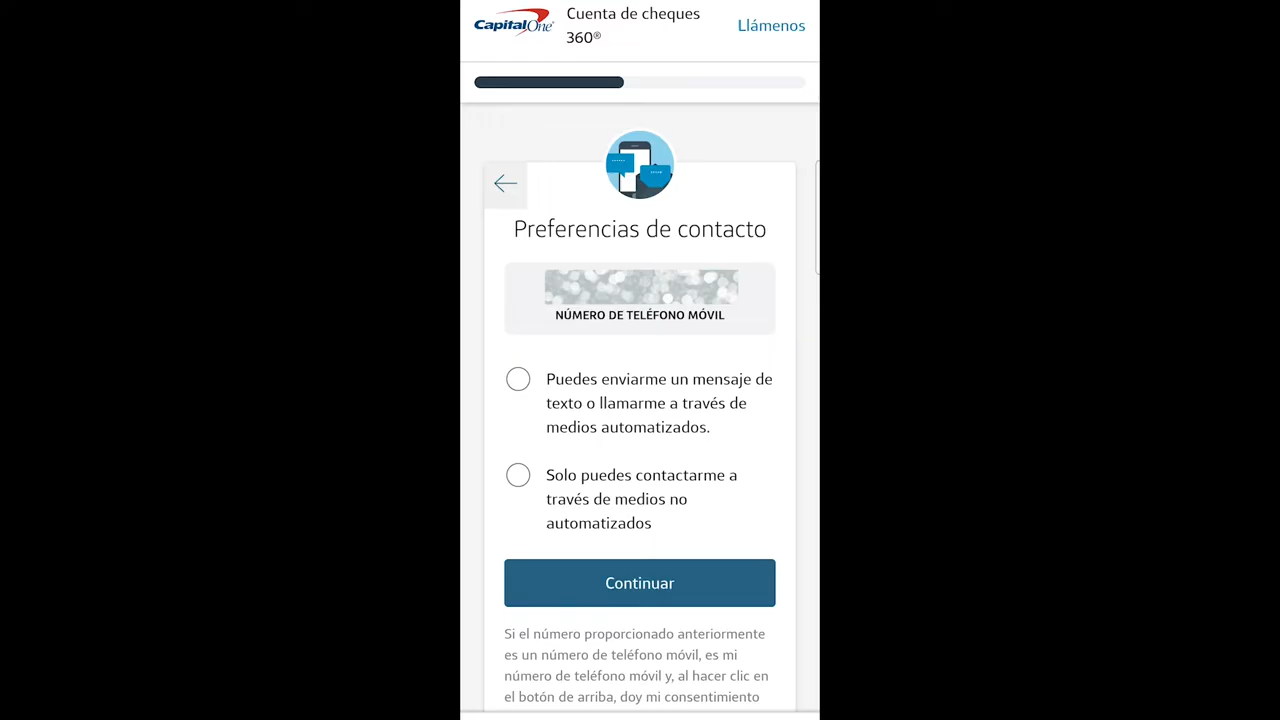 CapitalOne
Cuenta de cheques
360®
Llámenos
Preferencias de contacto
NÚMERO DE TELÉFONO MÓVIL
Puedes enviarme un mensaje de
texto o llamarme a través de
medios automatizados.
Solo puedes contactarme a
través de medios no
automatizados
Continuar
Si el número proporcionado anteriormente
es un número de teléfono móvil, es mi
número de teléfono móvil y, al hacer clic en
el botón de arriba, doy mi consentimiento